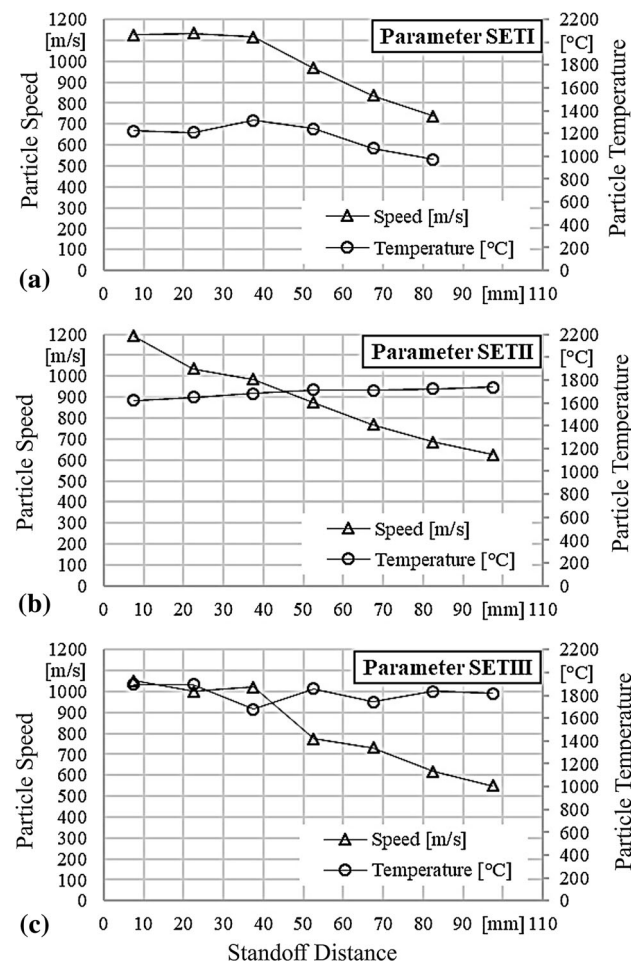 1200 [m/s] Parameter SETI [°C] 2200
1100 2000
1000 1800
900 1600
800 1400
700 1200
600 1000
500 800
400 600
300 400
200 200
100 0
0
Particle Speed
Particle Temperature
Speed [m/s]
Temperature [°C]
(a)
0 10 20 30 40 50 60 70 80 90 [mm] 110
1200 [m/s] Parameter SETII [°C] 2200
1100 2000
1000 1800
900 1600
800 1400
700 1200
600 1000
500 800
400 600
300 400
200 200
100 0
0
Particle Speed
Particle Temperature
Speed [m/s]
Temperature [°C]
(b)
0 10 20 30 40 50 60 70 80 90 [mm] 110
1200 [m/s] Parameter SETIII [°C] 2200
1100 2000
1000 1800
900 1600
800 1400
700 1200
600 1000
500 800
400 600
300 400
200 200
100 0
0
Particle Speed
Particle Temperature
Speed [m/s]
Temperature [°C]
(c)
0 10 20 30 40 50 60 70 80 90 [mm] 110
Standoff Distance